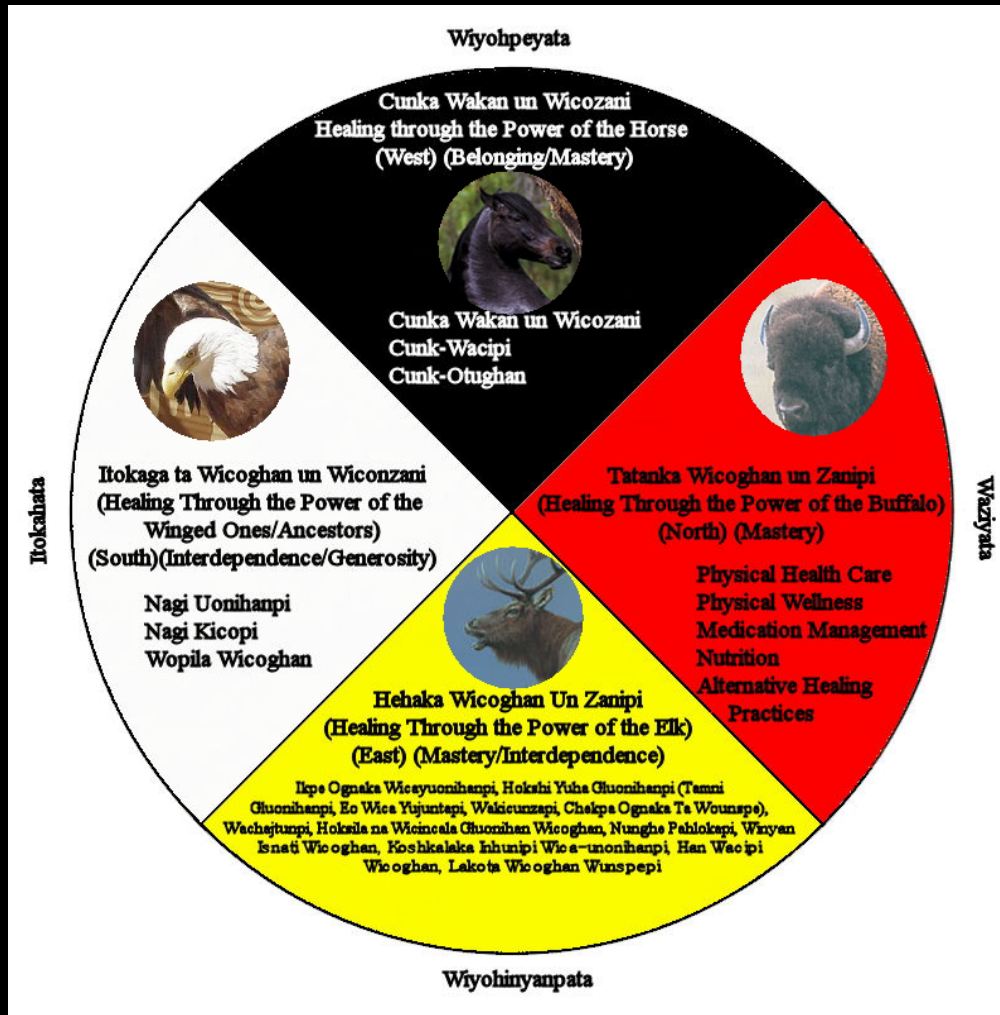 Wiyohpeyata
Cunka Wakan un Wicozani
Healing through the Power of the Horse
(West) (Belonging/Mastery)
Cunka Wakan un Wicozani
Cunk-Wacipi
Cunk-Otughan
Itokahata
Itokaga ta Wicoghan un Wiconzani
(Healing Through the Power of the
Winged Ones/Ancestors)
(South)(Interdependence/Generosity)
Nagi Uonihanpi
Nagi Kicopi
Wopila Wicoghan
Tatanka Wicoghan un Zanipi
(Healing Through the Power of the Buffalo)
(North) (Mastery)
Physical Health Care
Physical Wellness
Medication Management
Nutrition
Alternative Healing
Practices
Waziyata
Hehaka Wicoghan Un Zanipi
(Healing Through the Power of the Elk)
(East) (Mastery/Interdependence)
Ikpe Ognaka Wicayuonihanpi, Hokshi Yuha Gluonihanpi (Tamni
Gluonihanpi, Eo Wica Yujuntapi, Wakicunzapi, Chekpa Ognaka Ta Wounspe),
Wachejtunpi, Hoksila na Wicincala Gluonihan Wicoghan, Nunghe Pahlokapi, Winyan
Isnati Wicoghan, Koshkalaka Inhunipi Wica-unonihanpi, Han Wacipi
Wicoghan, Lakota Wicoghan Wunspepi
Wiyohinyanpata